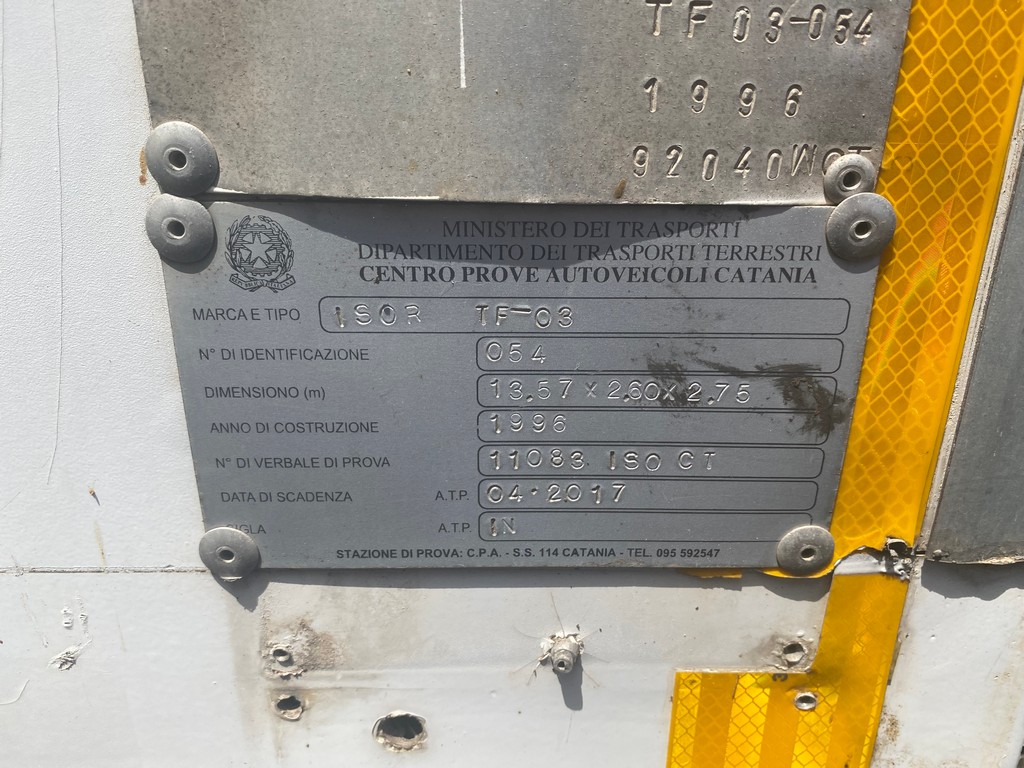 TF03-054
1996
92040WCT
MINISTERO DEI TRASPORTI
DIPARTIMENTO DEI TRASPORTI TERRESTRI
CENTRO PROVE AUTOVEICOLI CATANIA
MARCA E TIPO ISOR TF-03
N° DI IDENTIFICAZIONE 054
DIMENSIONO (m) 13.57 x 2.60 x 2.75
ANNO DI COSTRUZIONE 1996
N° DI VERBALE DI PROVA 11083 ISO CT
DATA DI SCADENZA A.T.P. 04·2017
SIGLA A.T.P. IN
STAZIONE DI PROVA: C.P.A. - S.S. 114 CATANIA - TEL. 095 592547